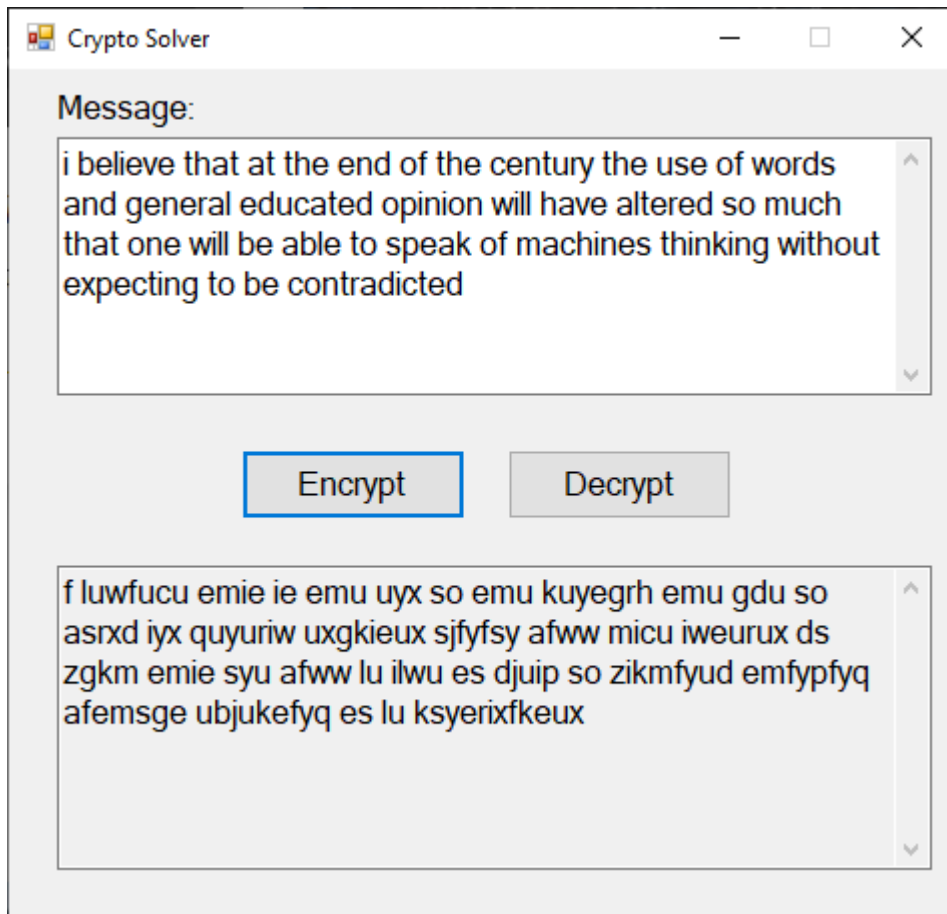 Crypto Solver
Message:
i believe that at the end of the century the use of words
and general educated opinion will have altered so much
that one will be able to speak of machines thinking without
expecting to be contradicted
Encrypt Decrypt
f luwfucu emie ie emu uyx so emu kuyegrh emu gdu so
asrxd iyx quyuriw uxgkieux sjfyfsy afww micu iweurux ds
zgkm emie syu afww lu ilwu es djuip so zikmfyud emfypfyq
afemsge ubjukefyq es lu ksyerixfkeux